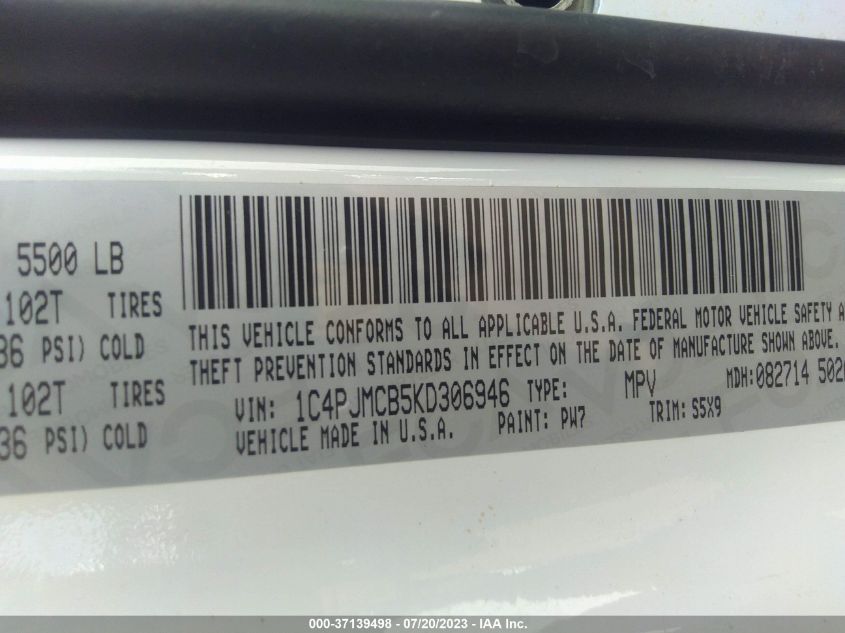 5500 LB
102T TIRES
36 PSI) COLD
102T TIRES
36 PSI) COLD
THIS VEHICLE CONFORMS TO ALL APPLICABLE U.S.A. FEDERAL MOTOR VEHICLE SAFETY A
THEFT PREVENTION STANDARDS IN EFFECT ON THE DATE OF MANUFACTURE SHOWN ABOVE.
VIN: 1C4PJMCB5KD306946 TYPE: MPV MDH:082714 502
VEHICLE MADE IN U.S.A. PAINT: PW7 TRIM: S5X9
000-37139498 - 07/20/2023 - IAA Inc.